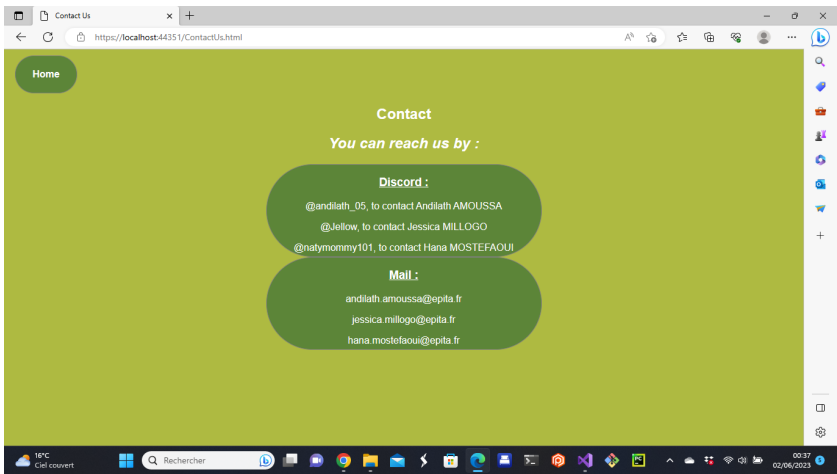 Contact Us
https://localhost:44351/ContactUs.html
Home
Contact
You can reach us by :
Discord :
@andilath_05, to contact Andilath AMOUSSA
@Jellow, to contact Jessica MILLOGO
@natymommy101, to contact Hana MOSTEFAOUI
Mail :
andilath.amoussa@epita.fr
jessica.millogo@epita.fr
hana.mostefaoui@epita.fr
16°C
Ciel couvert
Rechercher
00:37
02/06/2023